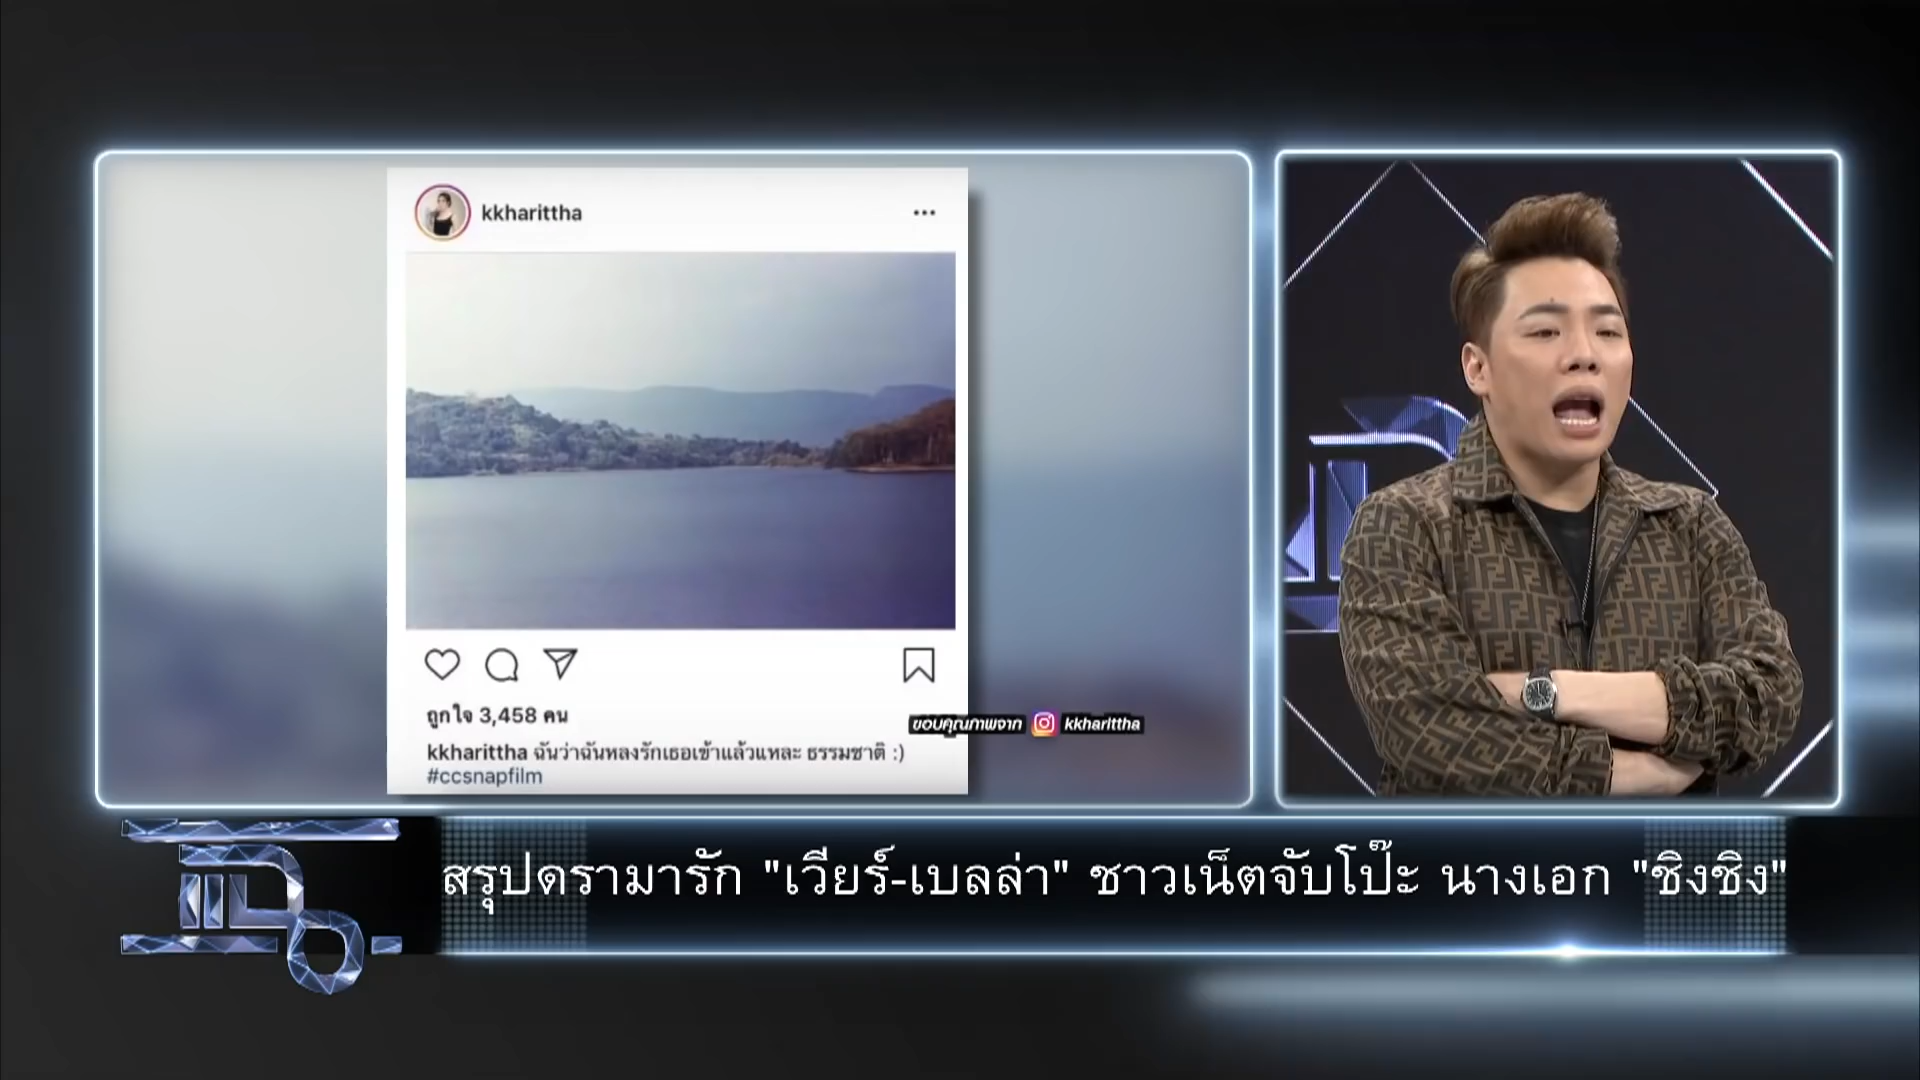 kkharittha
ถูกใจ 3,458 คน
kkharittha ฉันว่าฉันหลงรักเธอเข้าแล้วแหละ ธรรมชาติ :)
#ccsnapfilm
ขอบคุณภาพจาก kkharittha
แฉ
สรุปดรามารัก "เวียร์-เบลล่า" ชาวเน็ตจับโป๊ะ นางเอก "ชิงชิง"